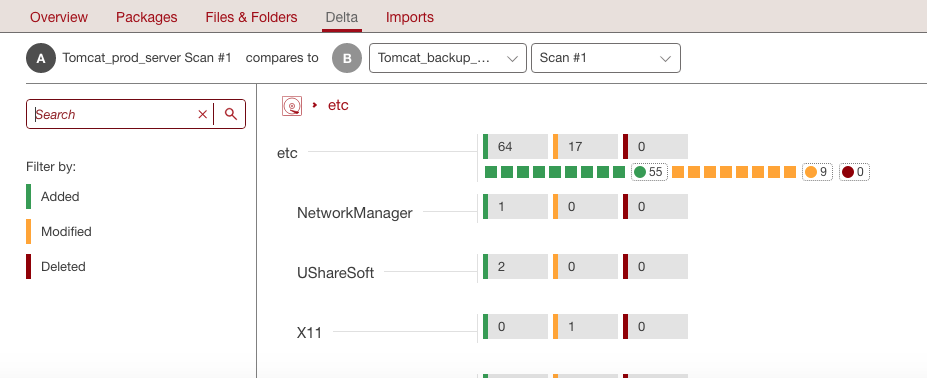 Overview Packages Files & Folders Delta Imports
A Tomcat_prod_server Scan #1 compares to B Tomcat_backup_... Scan #1
Search
etc
Filter by:
Added
Modified
Deleted
etc 64 17 0
55 9 0
NetworkManager 1 0 0
UShareSoft 2 0 0
X11 0 1 0